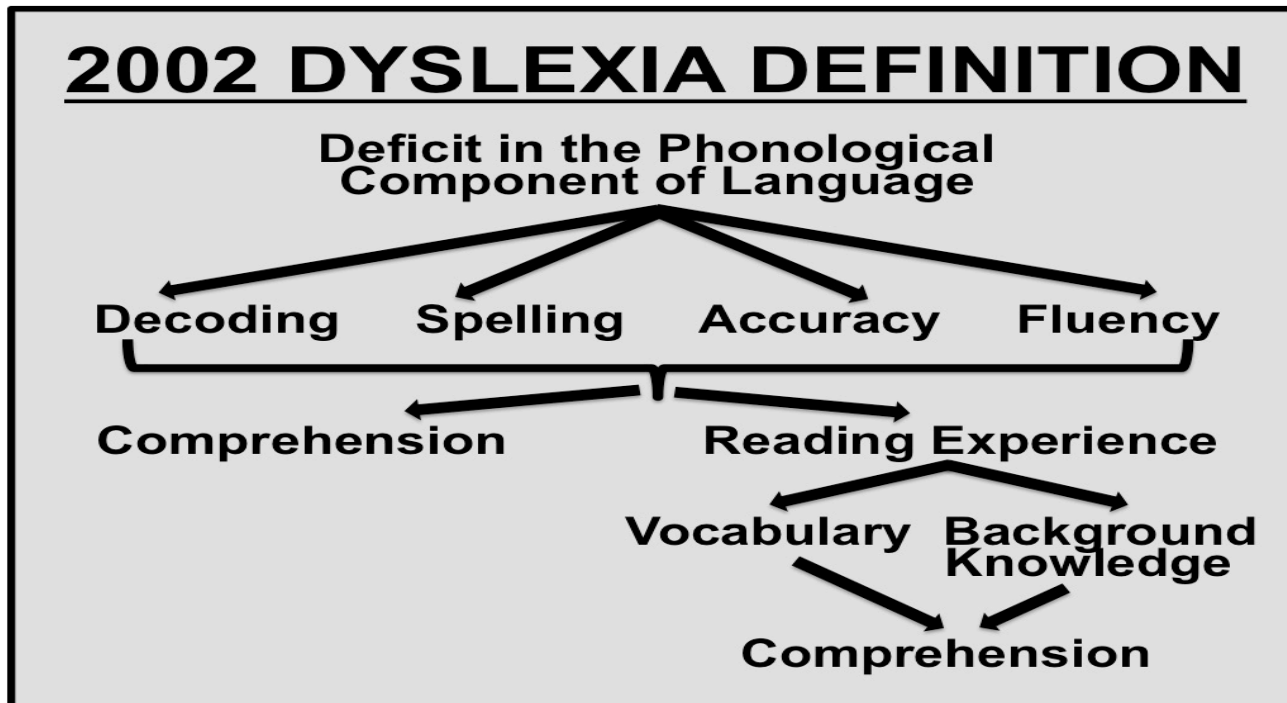 2002 DYSLEXIA DEFINITION
Deficit in the Phonological
Component of Language
Decoding Spelling Accuracy Fluency
Comprehension Reading Experience
Vocabulary Background
Knowledge
Comprehension